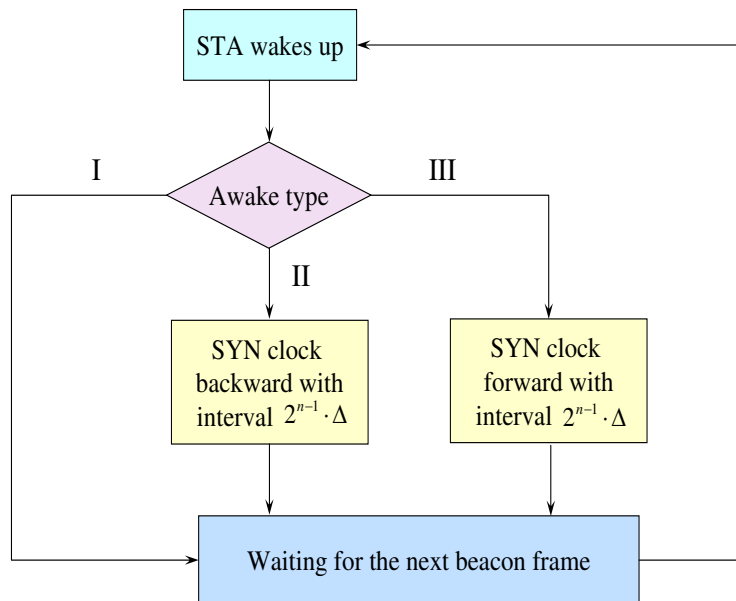 STA wakes up
I
III
Awake type
II
SYN clock
backward with
interval 2^{n-1} · Δ
SYN clock
forward with
interval 2^{n-1} · Δ
Waiting for the next beacon frame